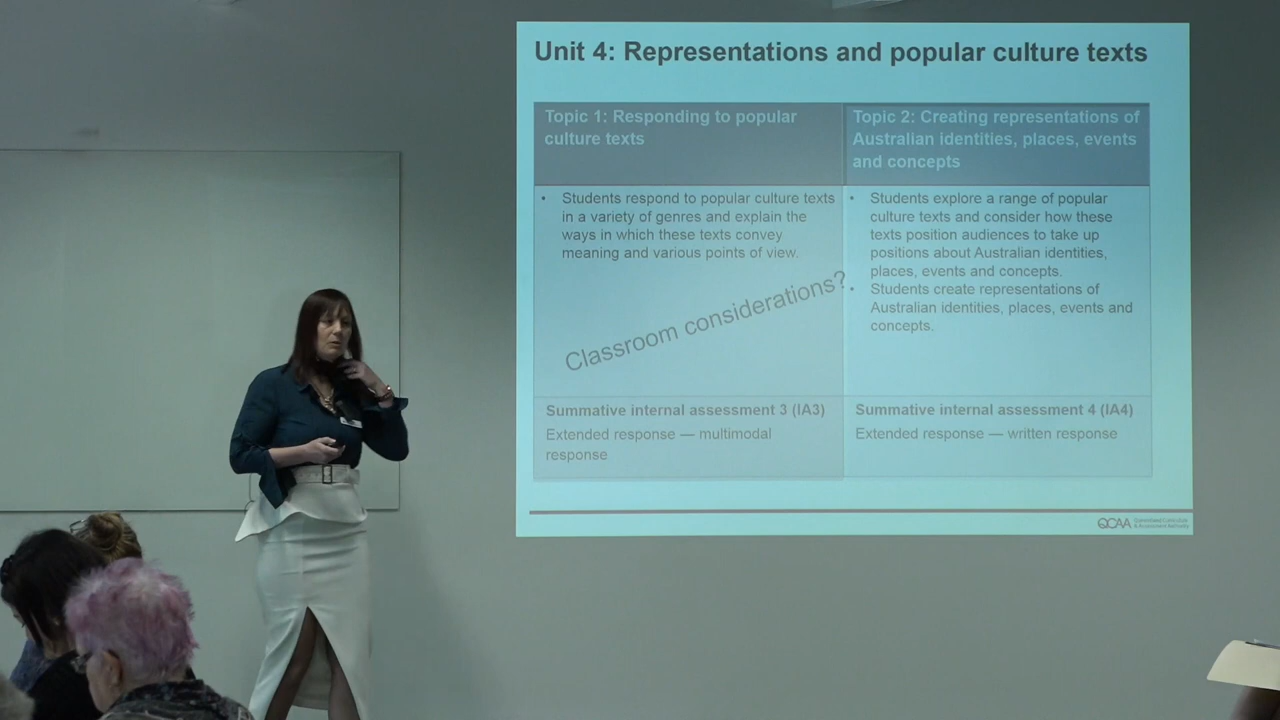 Unit 4: Representations and popular culture texts
Topic 1: Responding to popular
culture texts
Topic 2: Creating representations of
Australian identities, places, events
and concepts
• Students respond to popular culture texts
in a variety of genres and explain the
ways in which these texts convey
meaning and various points of view.
• Students explore a range of popular
culture texts and consider how these
texts position audiences to take up
positions about Australian identities,
places, events and concepts.
• Students create representations of
Australian identities, places, events and
concepts.
Classroom considerations?
Summative internal assessment 3 (IA3)
Extended response — multimodal
response
Summative internal assessment 4 (IA4)
Extended response — written response
QCAA Queensland Curriculum
& Assessment Authority